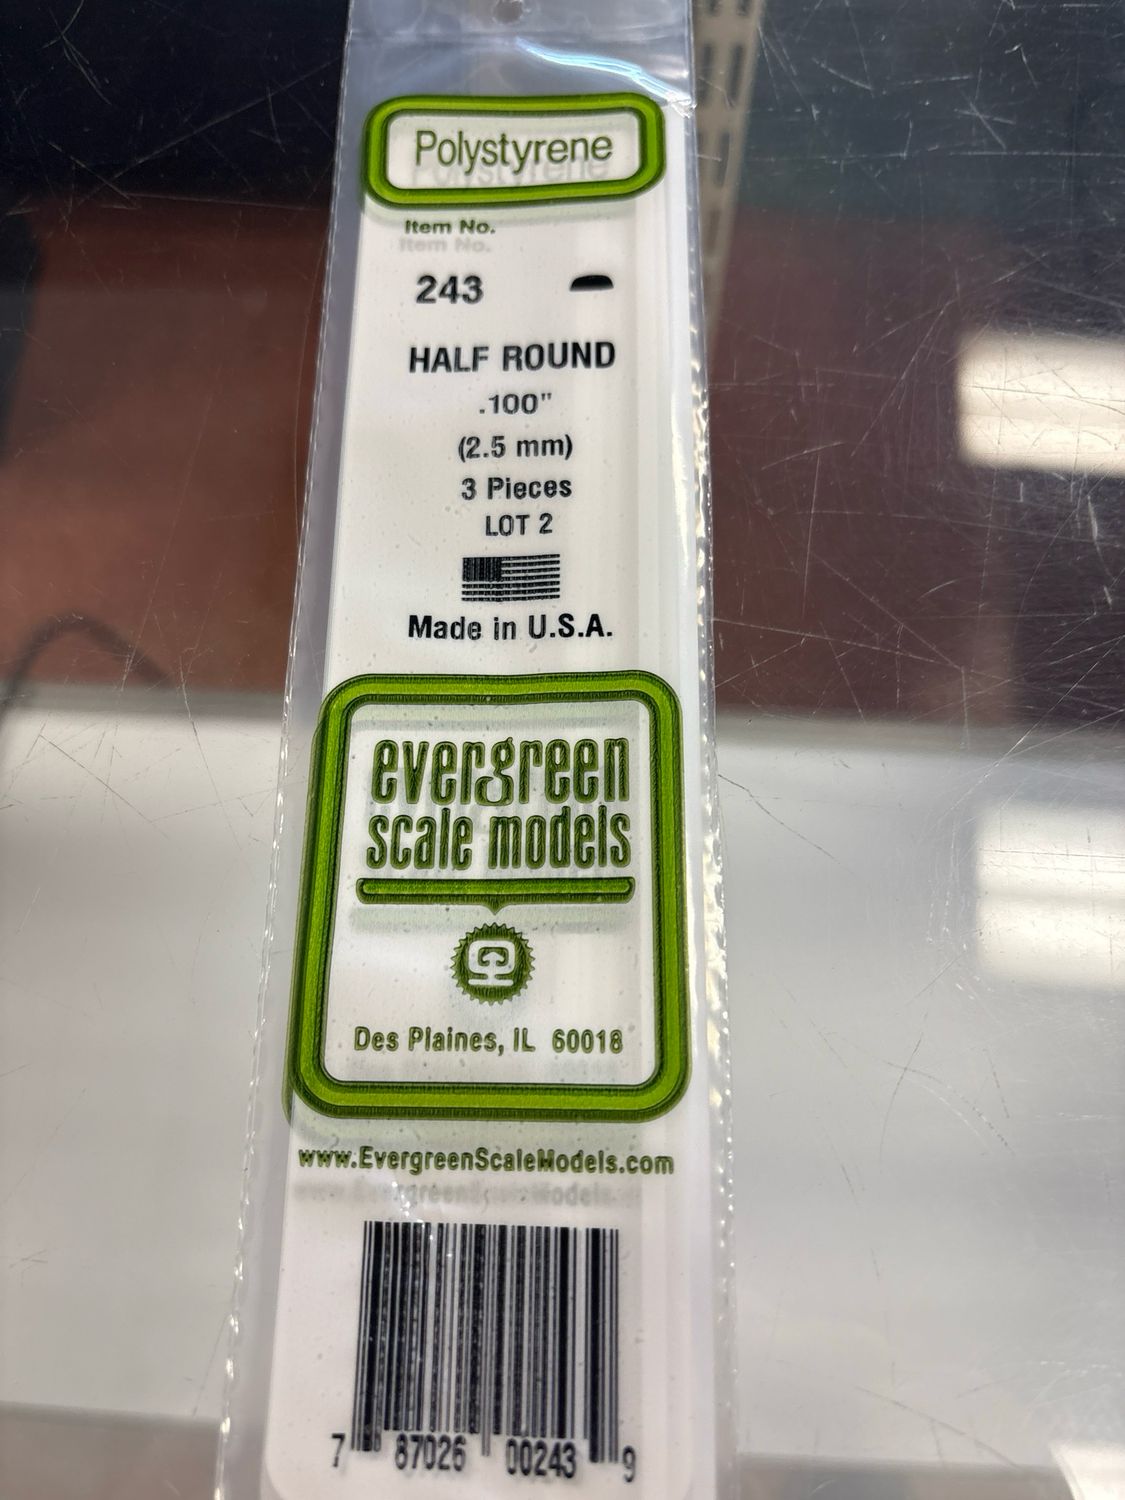 Polystyrene
Item No.
243
HALF ROUND
.100"
(2.5 mm)
3 Pieces
LOT 2
Made in U.S.A.
evergreen
scale models
Des Plaines, IL 60018
www.EvergreenScaleModels.com
7 87026 00243 9